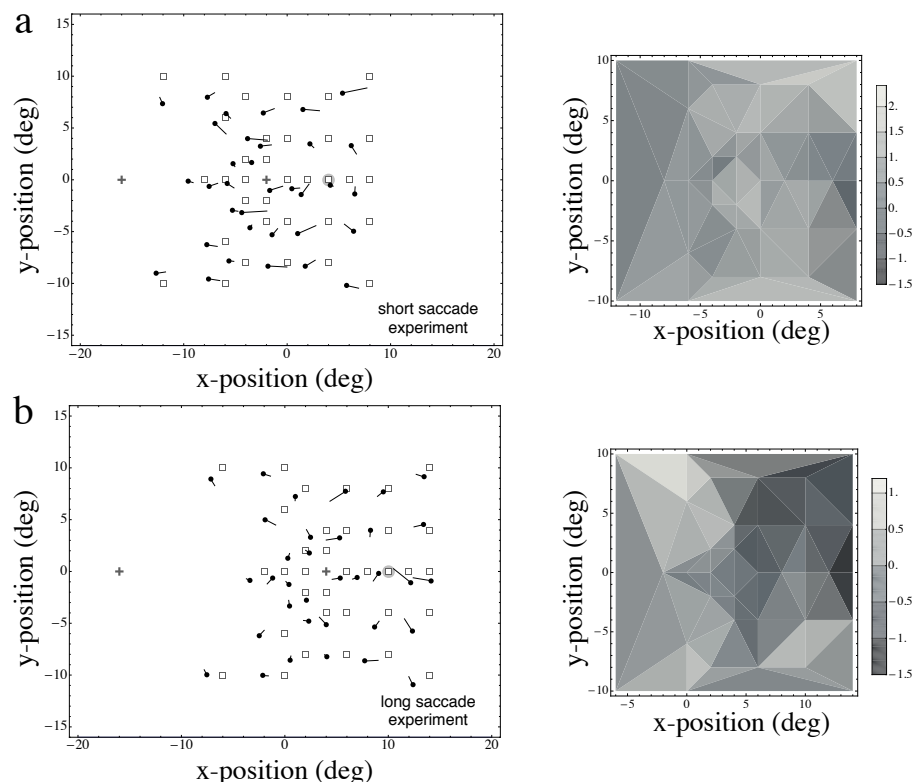 a
15
10
5
0
−5
−10
−15
y-position (deg)
−20 −10 0 10 20
x-position (deg)
short saccade
experiment
10
5
0
−5
−10
y-position (deg)
−10 −5 0 5
x-position (deg)
2.
1.5
1.
0.5
0
−0.5
−1.
−1.5
b
15
10
5
0
−5
−10
−15
y-position (deg)
−20 −10 0 10 20
x-position (deg)
long saccade
experiment
10
5
0
−5
−10
y-position (deg)
−5 0 5 10
x-position (deg)
1.
0.5
0
−0.5
−1.
−1.5